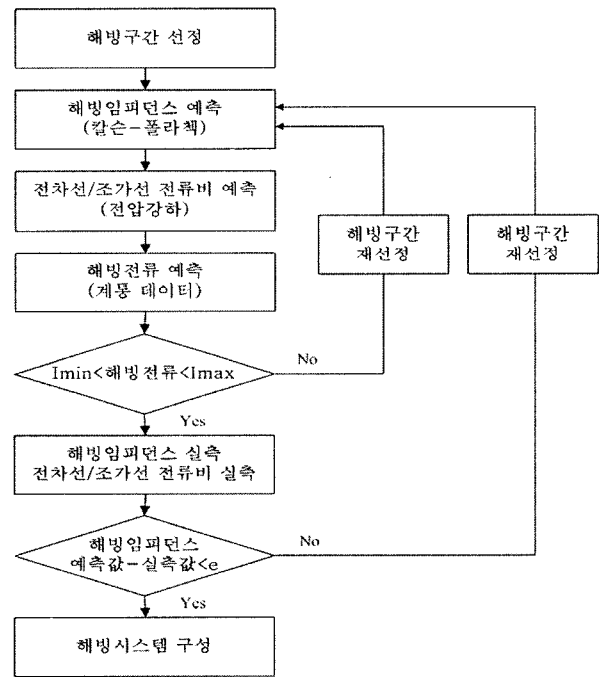 해빙구간 선정
해빙임피던스 예측
(칼슨-폴라첵)
전차선/조가선 전류비 예측
(전압강하)
해빙구간
재선정
해빙구간
재선정
해빙전류 예측
(계통 데이터)
Imin<해빙전류<Imax
No
Yes
해빙임피던스 실측
전차선/조가선 전류비 실측
해빙임피던스
예측값-실측값<e
No
Yes
해빙시스템 구성